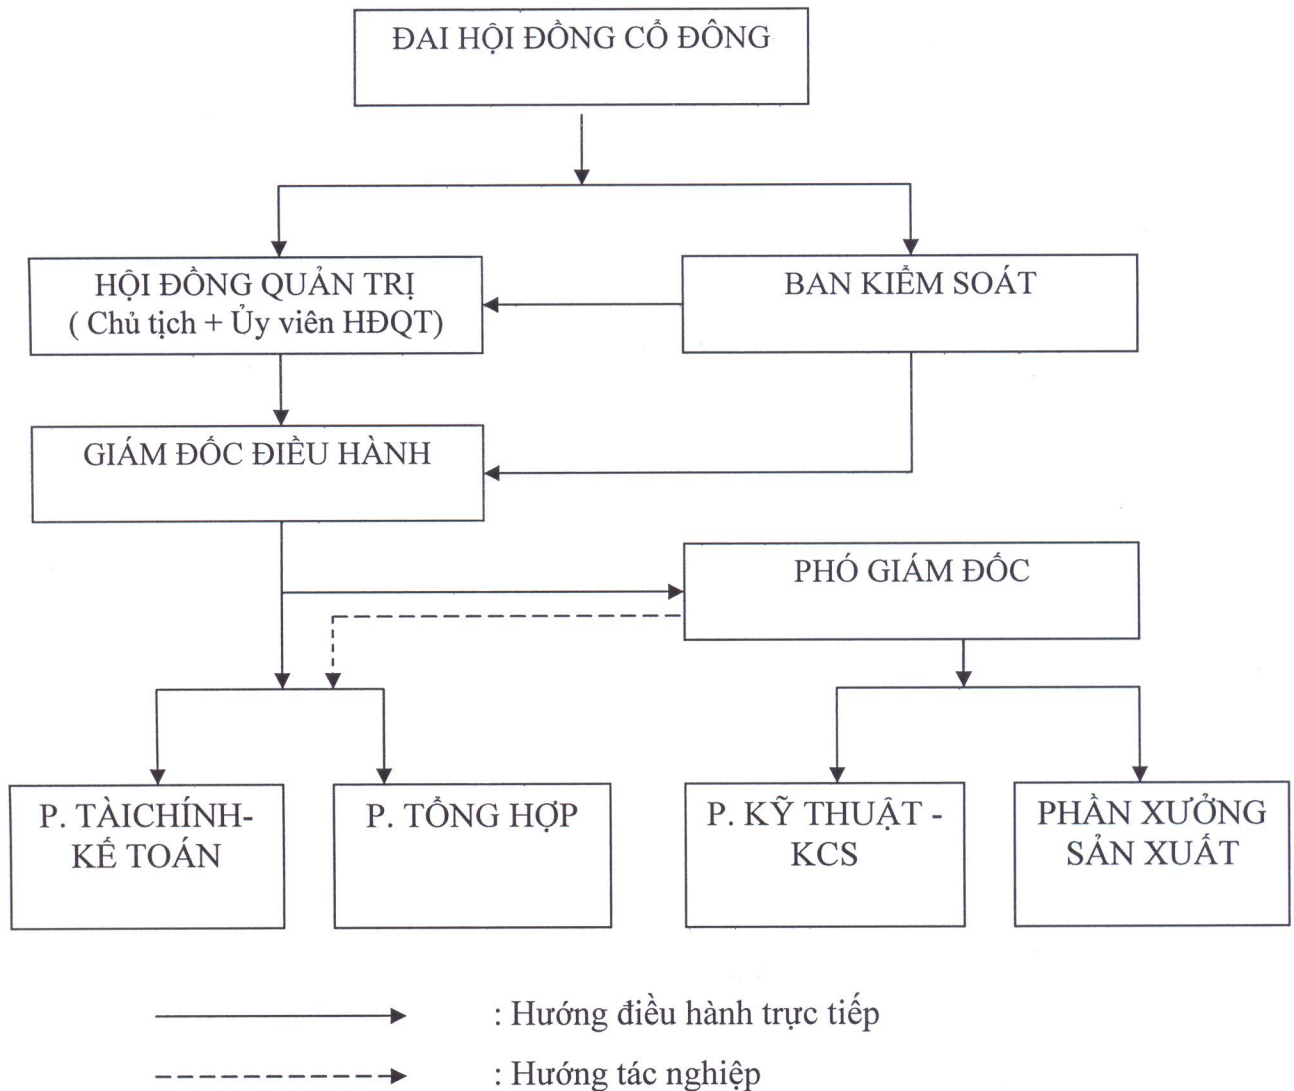 ĐAI HỘI ĐỒNG CỔ ĐÔNG
HỘI ĐỒNG QUẢN TRỊ
( Chủ tịch + Ủy viên HĐQT)
BAN KIỂM SOÁT
GIÁM ĐỐC ĐIỀU HÀNH
PHÓ GIÁM ĐỐC
P. TÀICHÍNH-
KẾ TOÁN
P. TỔNG HỢP
P. KỸ THUẬT -
KCS
PHẦN XƯỞNG
SẢN XUẤT
: Hướng điều hành trực tiếp
: Hướng tác nghiệp